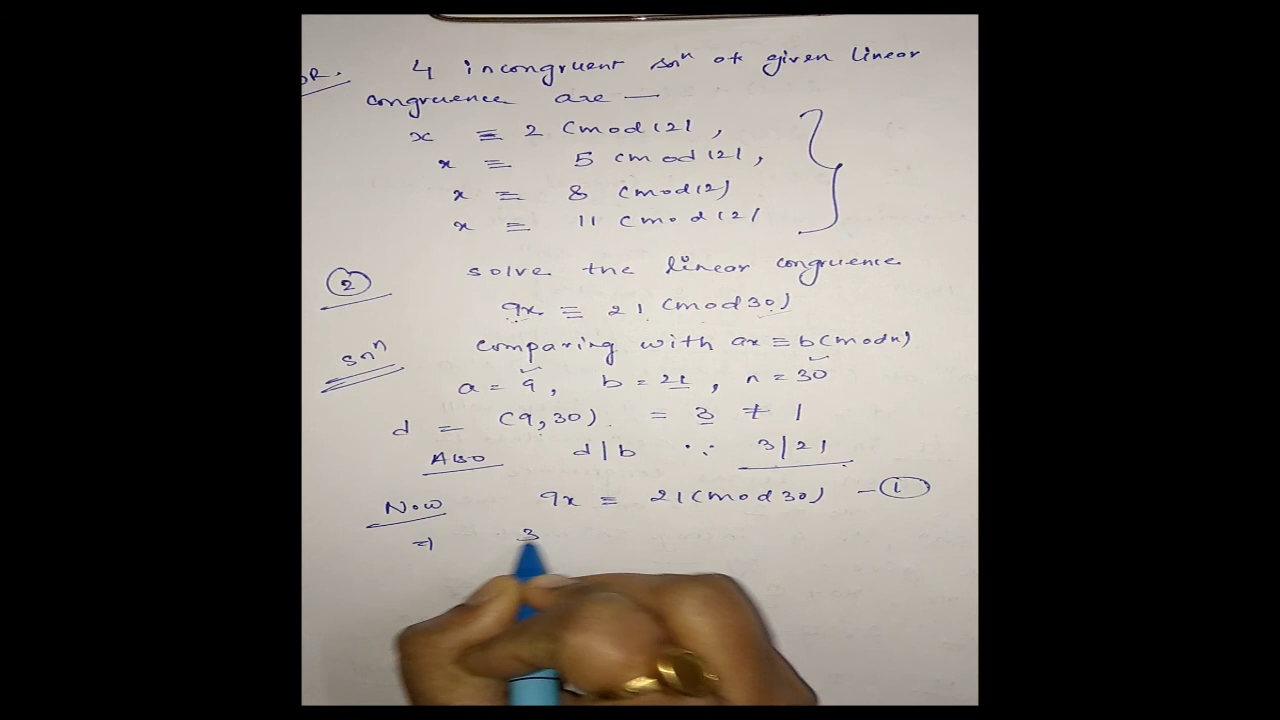 OR. 4 incongruent solⁿ of given linear
congruence are —
x ≡ 2 (mod 12),
x ≡ 5 (mod 12),
x ≡ 8 (mod 12)
x ≡ 11 (mod 12)
② solve the linear congruence
9x ≡ 21 (mod 30)
Solⁿ comparing with ax ≡ b (mod n)
a = 9, b = 21, n = 30
d = (9, 30) = 3 ≠ 1
Also d | b ∵ 3 | 21
Now 9x ≡ 21 (mod 30) — ①
⇒ 3